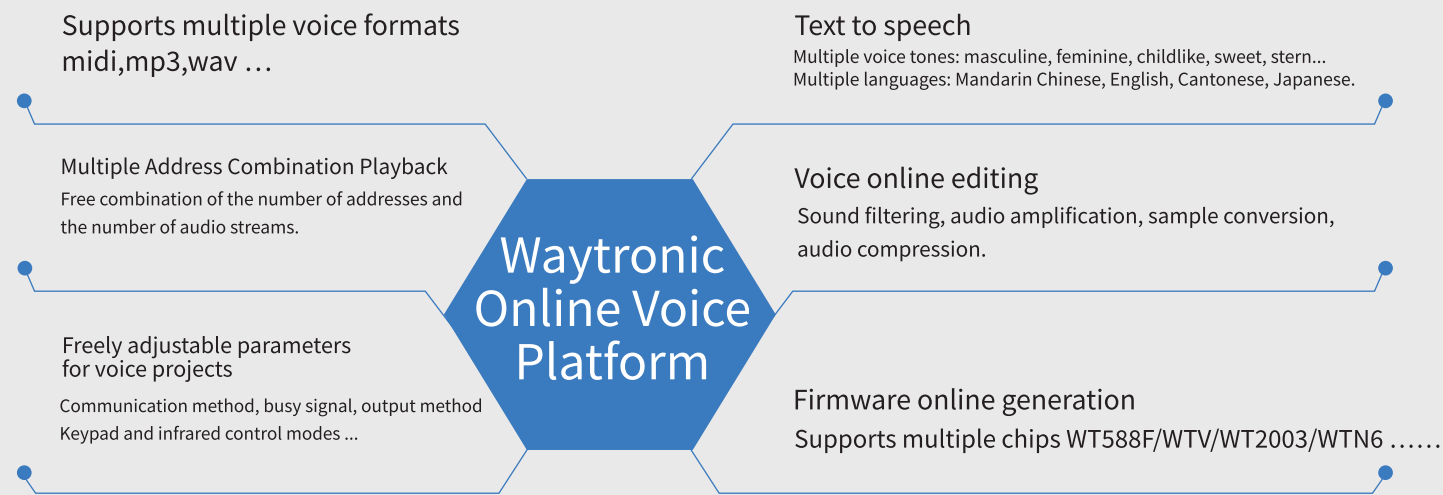 Supports multiple voice formats
midi,mp3,wav ...
Multiple Address Combination Playback
Free combination of the number of addresses and
the number of audio streams.
Freely adjustable parameters
for voice projects
Communication method, busy signal, output method
Keypad and infrared control modes ...
Waytronic
Online Voice
Platform
Text to speech
Multiple voice tones: masculine, feminine, childlike, sweet, stern...
Multiple languages: Mandarin Chinese, English, Cantonese, Japanese.
Voice online editing
Sound filtering, audio amplification, sample conversion,
audio compression.
Firmware online generation
Supports multiple chips WT588F/WTV/WT2003/WTN6 ......